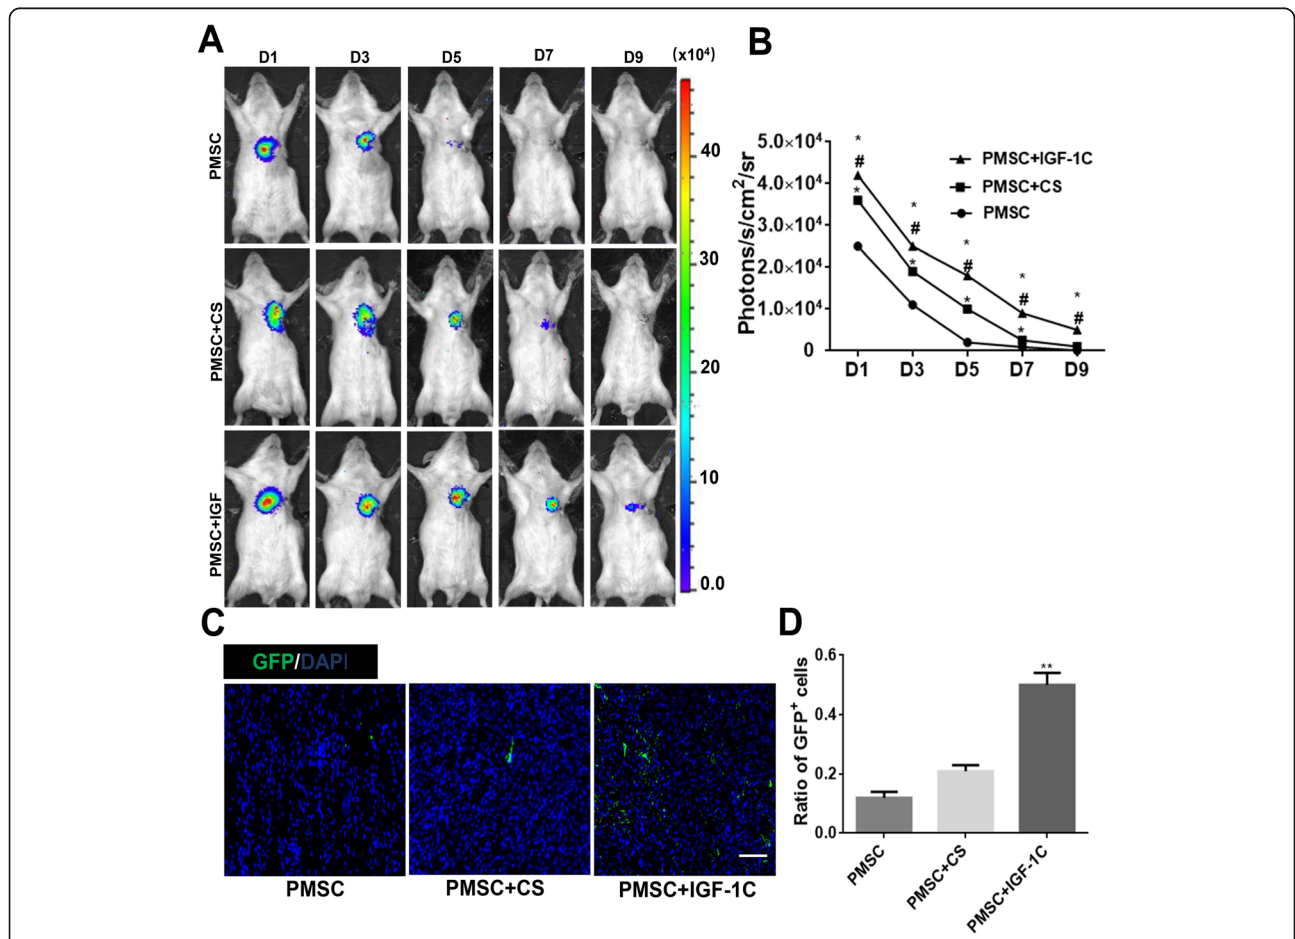 A
D1 D3 D5 D7 D9 (x10⁴)
PMSC
PMSC+CS
PMSC+IGF
40
30
20
10
0.0
B
Photons/s/cm²/sr
5.0×10⁴
4.0×10⁴
3.0×10⁴
2.0×10⁴
1.0×10⁴
0
* # * # * # * # * #
* * * *
PMSC+IGF-1C
PMSC+CS
PMSC
D1 D3 D5 D7 D9
C
GFP/DAPI
PMSC PMSC+CS PMSC+IGF-1C
D
Ratio of GFP⁺ cells
0.6
0.4
0.2
0.0
**
PMSC
PMSC+CS
PMSC+IGF-1C